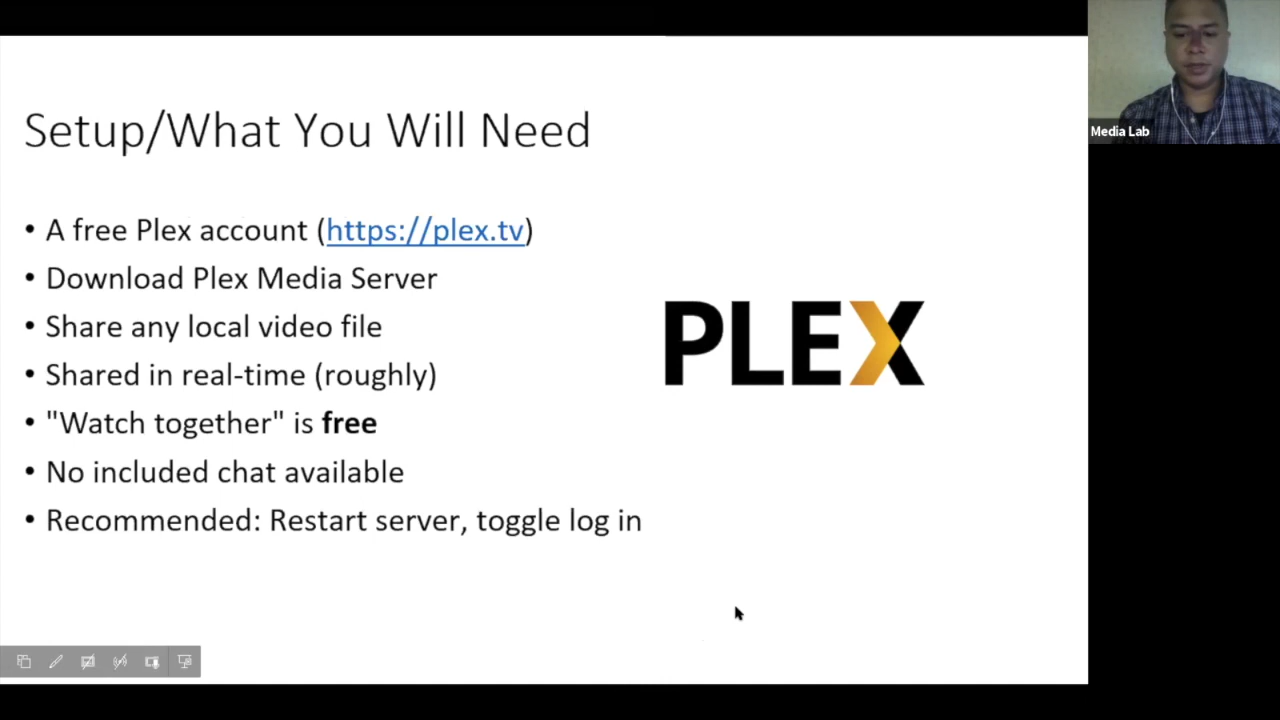 Setup/What You Will Need
• A free Plex account (https://plex.tv)
• Download Plex Media Server
• Share any local video file
• Shared in real-time (roughly)
• "Watch together" is free
• No included chat available
• Recommended: Restart server, toggle log in
PLEX
Media Lab